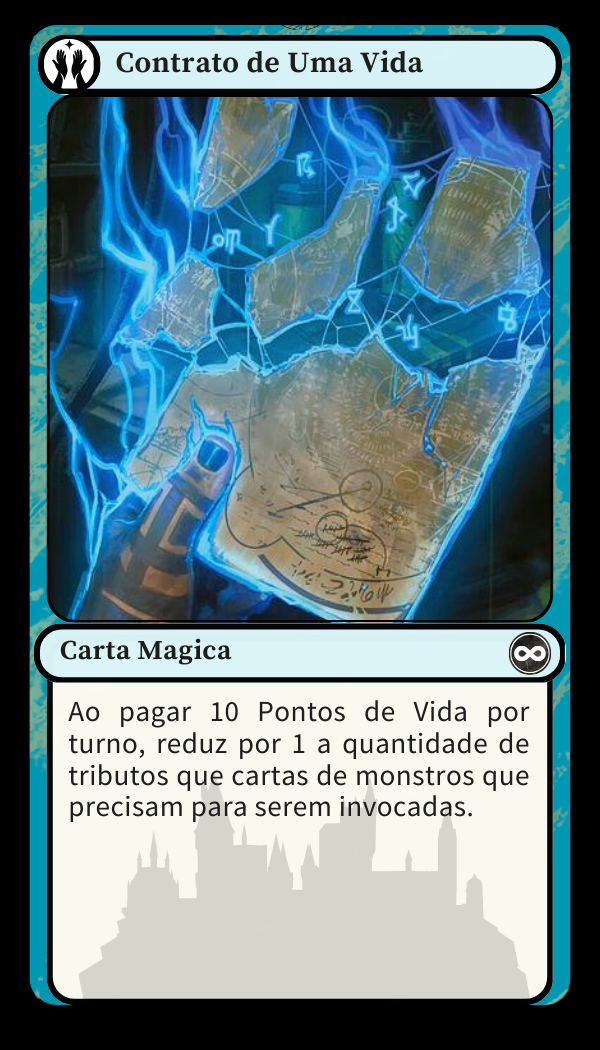 Contrato de Uma Vida
Carta Magica
Ao pagar 10 Pontos de Vida por
turno, reduz por 1 a quantidade de
tributos que cartas de monstros que
precisam para serem invocadas.